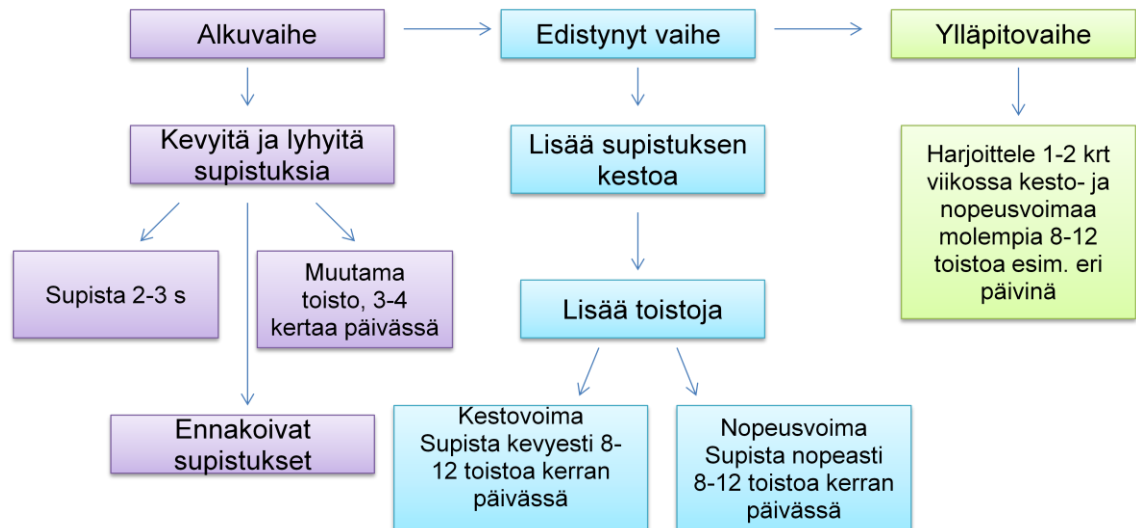 Alkuvaihe
Edistynyt vaihe
Ylläpitovaihe
Kevyitä ja lyhyitä
supistuksia
Lisää supistuksen
kestoa
Harjoittele 1-2 krt
viikossa kesto- ja
nopeusvoimaa
molempia 8-12
toistoa esim. eri
päivinä
Supista 2-3 s
Muutama
toisto, 3-4
kertaa päivässä
Lisää toistoja
Ennakoivat
supistukset
Kestovoima
Supista kevyesti 8-
12 toistoa kerran
päivässä
Nopeusvoima
Supista nopeasti
8-12 toistoa kerran
päivässä